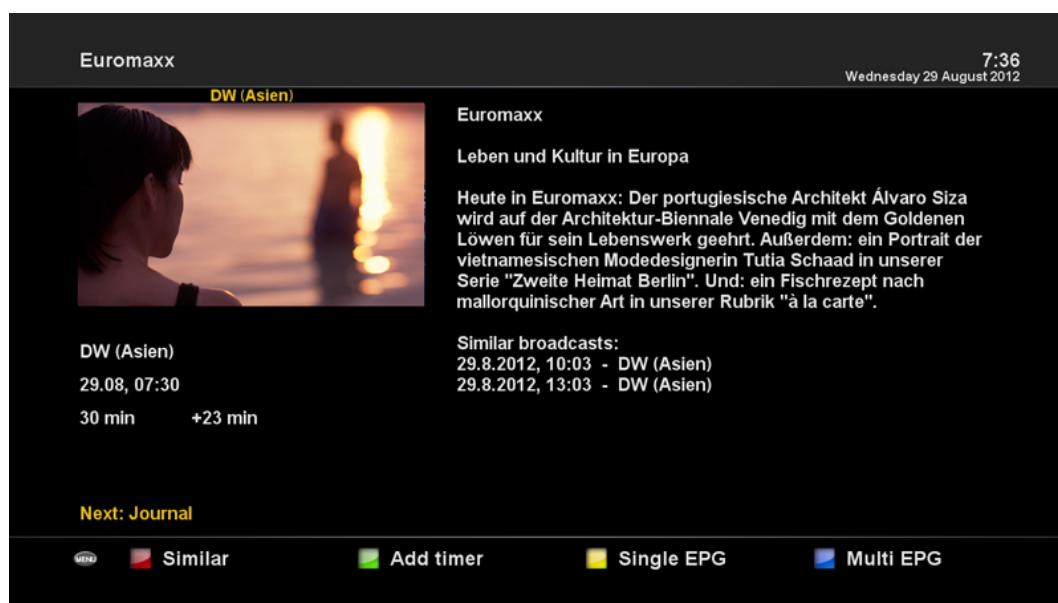 Euromaxx
7:36
Wednesday 29 August 2012
DW (Asien)
Euromaxx
Leben und Kultur in Europa
Heute in Euromaxx: Der portugiesische Architekt Álvaro Siza
wird auf der Architektur-Biennale Venedig mit dem Goldenen
Löwen für sein Lebenswerk geehrt. Außerdem: ein Portrait der
vietnamesischen Modedesignerin Tutia Schaad in unserer
Serie "Zweite Heimat Berlin". Und: ein Fischrezept nach
mallorquinischer Art in unserer Rubrik "à la carte".
Similar broadcasts:
29.8.2012, 10:03 - DW (Asien)
29.8.2012, 13:03 - DW (Asien)
DW (Asien)
29.08, 07:30
30 min +23 min
Next: Journal
MENU Similar Add timer Single EPG Multi EPG